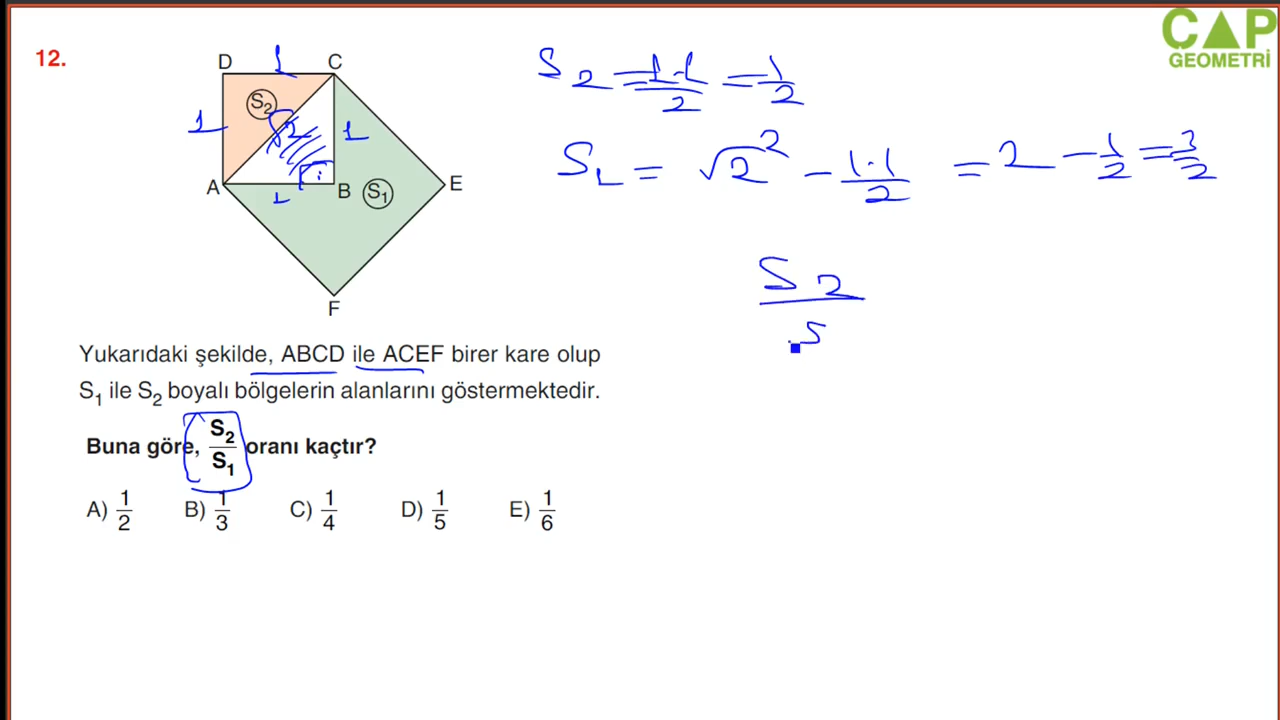 ÇAP
GEOMETRİ
12.
D 1 C
S2
1 √2 1
A 1 B S1 E
F
S2 = 1·1/2 = 1/2
S1 = √2² - 1·1/2 = 2 - 1/2 = 3/2
S2
S
Yukarıdaki şekilde, ABCD ile ACEF birer kare olup
S1 ile S2 boyalı bölgelerin alanlarını göstermektedir.
Buna göre, S2/S1 oranı kaçtır?
A) 1/2 B) 1/3 C) 1/4 D) 1/5 E) 1/6